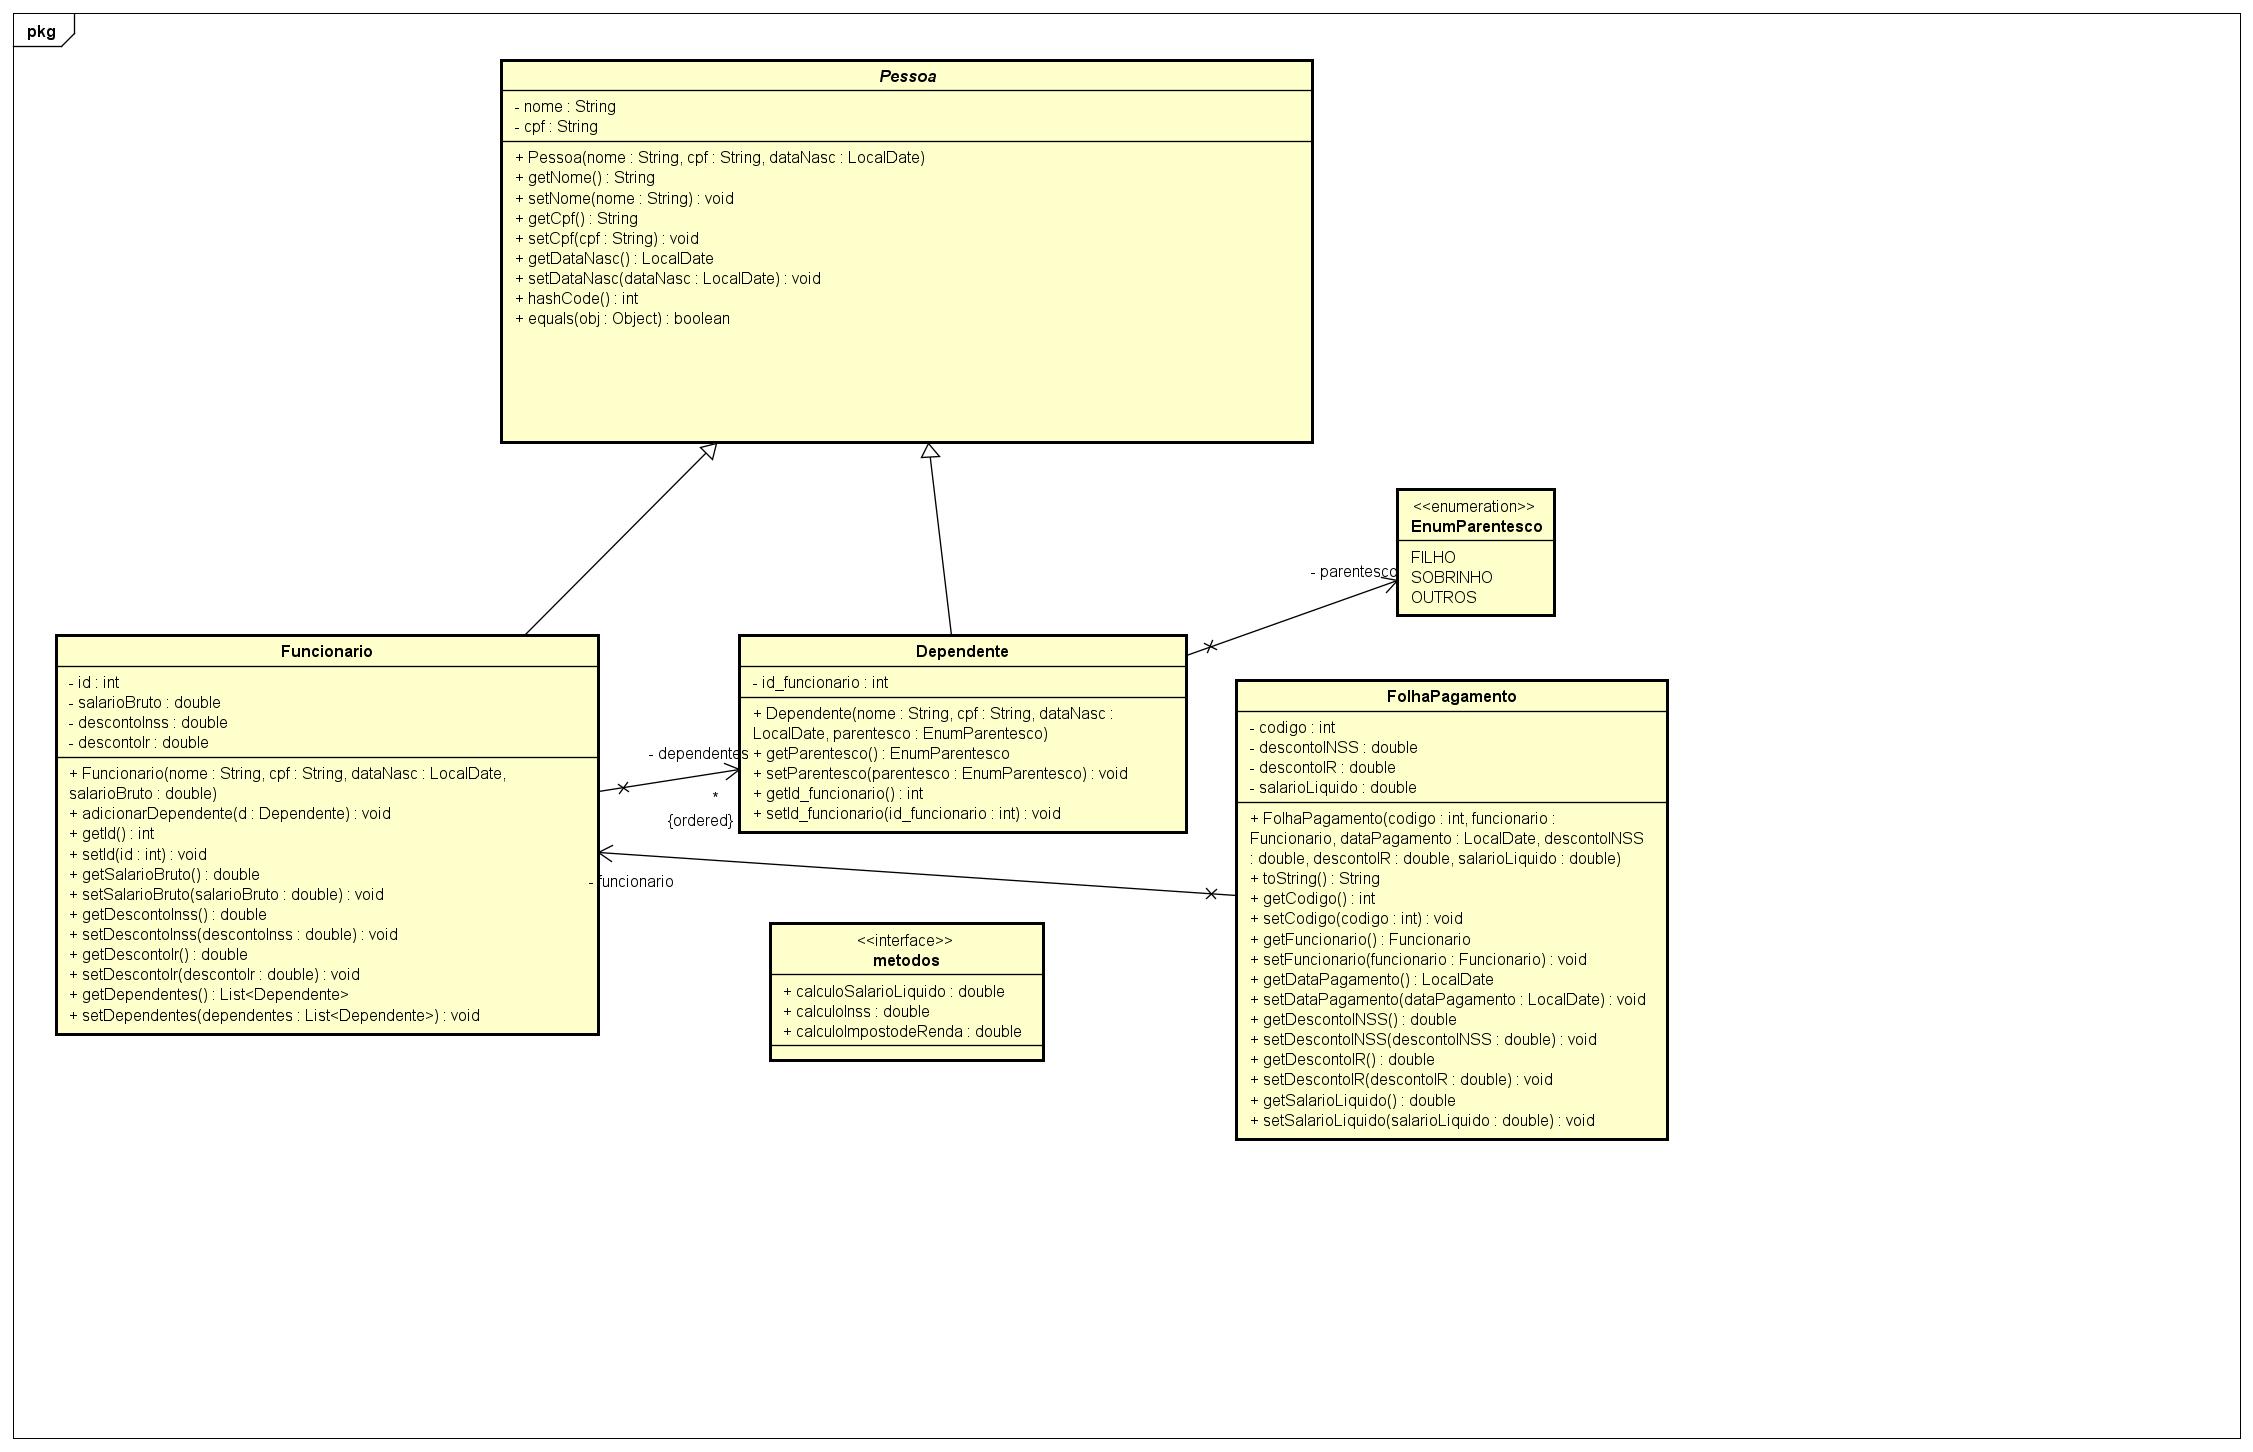 pkg
Pessoa
- nome : String
- cpf : String
+ Pessoa(nome : String, cpf : String, dataNasc : LocalDate)
+ getNome() : String
+ setNome(nome : String) : void
+ getCpf() : String
+ setCpf(cpf : String) : void
+ getDataNasc() : LocalDate
+ setDataNasc(dataNasc : LocalDate) : void
+ hashCode() : int
+ equals(obj : Object) : boolean
<<enumeration>>
EnumParentesco
FILHO
SOBRINHO
OUTROS
- parentesco
Funcionario
- id : int
- salarioBruto : double
- descontoInss : double
- descontoIr : double
+ Funcionario(nome : String, cpf : String, dataNasc : LocalDate,
salarioBruto : double)
+ adicionarDependente(d : Dependente) : void
+ getId() : int
+ setId(id : int) : void
+ getSalarioBruto() : double
+ setSalarioBruto(salarioBruto : double) : void
+ getDescontoInss() : double
+ setDescontoInss(descontoInss : double) : void
+ getDescontoIr() : double
+ setDescontoIr(descontoIr : double) : void
+ getDependentes() : List<Dependente>
+ setDependentes(dependentes : List<Dependente>) : void
- dependentes
*
{ordered}
- funcionario
Dependente
- id_funcionario : int
+ Dependente(nome : String, cpf : String, dataNasc :
LocalDate, parentesco : EnumParentesco)
+ getParentesco() : EnumParentesco
+ setParentesco(parentesco : EnumParentesco) : void
+ getId_funcionario() : int
+ setId_funcionario(id_funcionario : int) : void
<<interface>>
metodos
+ calculoSalarioLiquido : double
+ calculoInss : double
+ calculoImpostodeRenda : double
FolhaPagamento
- codigo : int
- descontoINSS : double
- descontoIR : double
- salarioLiquido : double
+ FolhaPagamento(codigo : int, funcionario :
Funcionario, dataPagamento : LocalDate, descontoINSS
: double, descontoIR : double, salarioLiquido : double)
+ toString() : String
+ getCodigo() : int
+ setCodigo(codigo : int) : void
+ getFuncionario() : Funcionario
+ setFuncionario(funcionario : Funcionario) : void
+ getDataPagamento() : LocalDate
+ setDataPagamento(dataPagamento : LocalDate) : void
+ getDescontoINSS() : double
+ setDescontoINSS(descontoINSS : double) : void
+ getDescontoIR() : double
+ setDescontoIR(descontoIR : double) : void
+ getSalarioLiquido() : double
+ setSalarioLiquido(salarioLiquido : double) : void